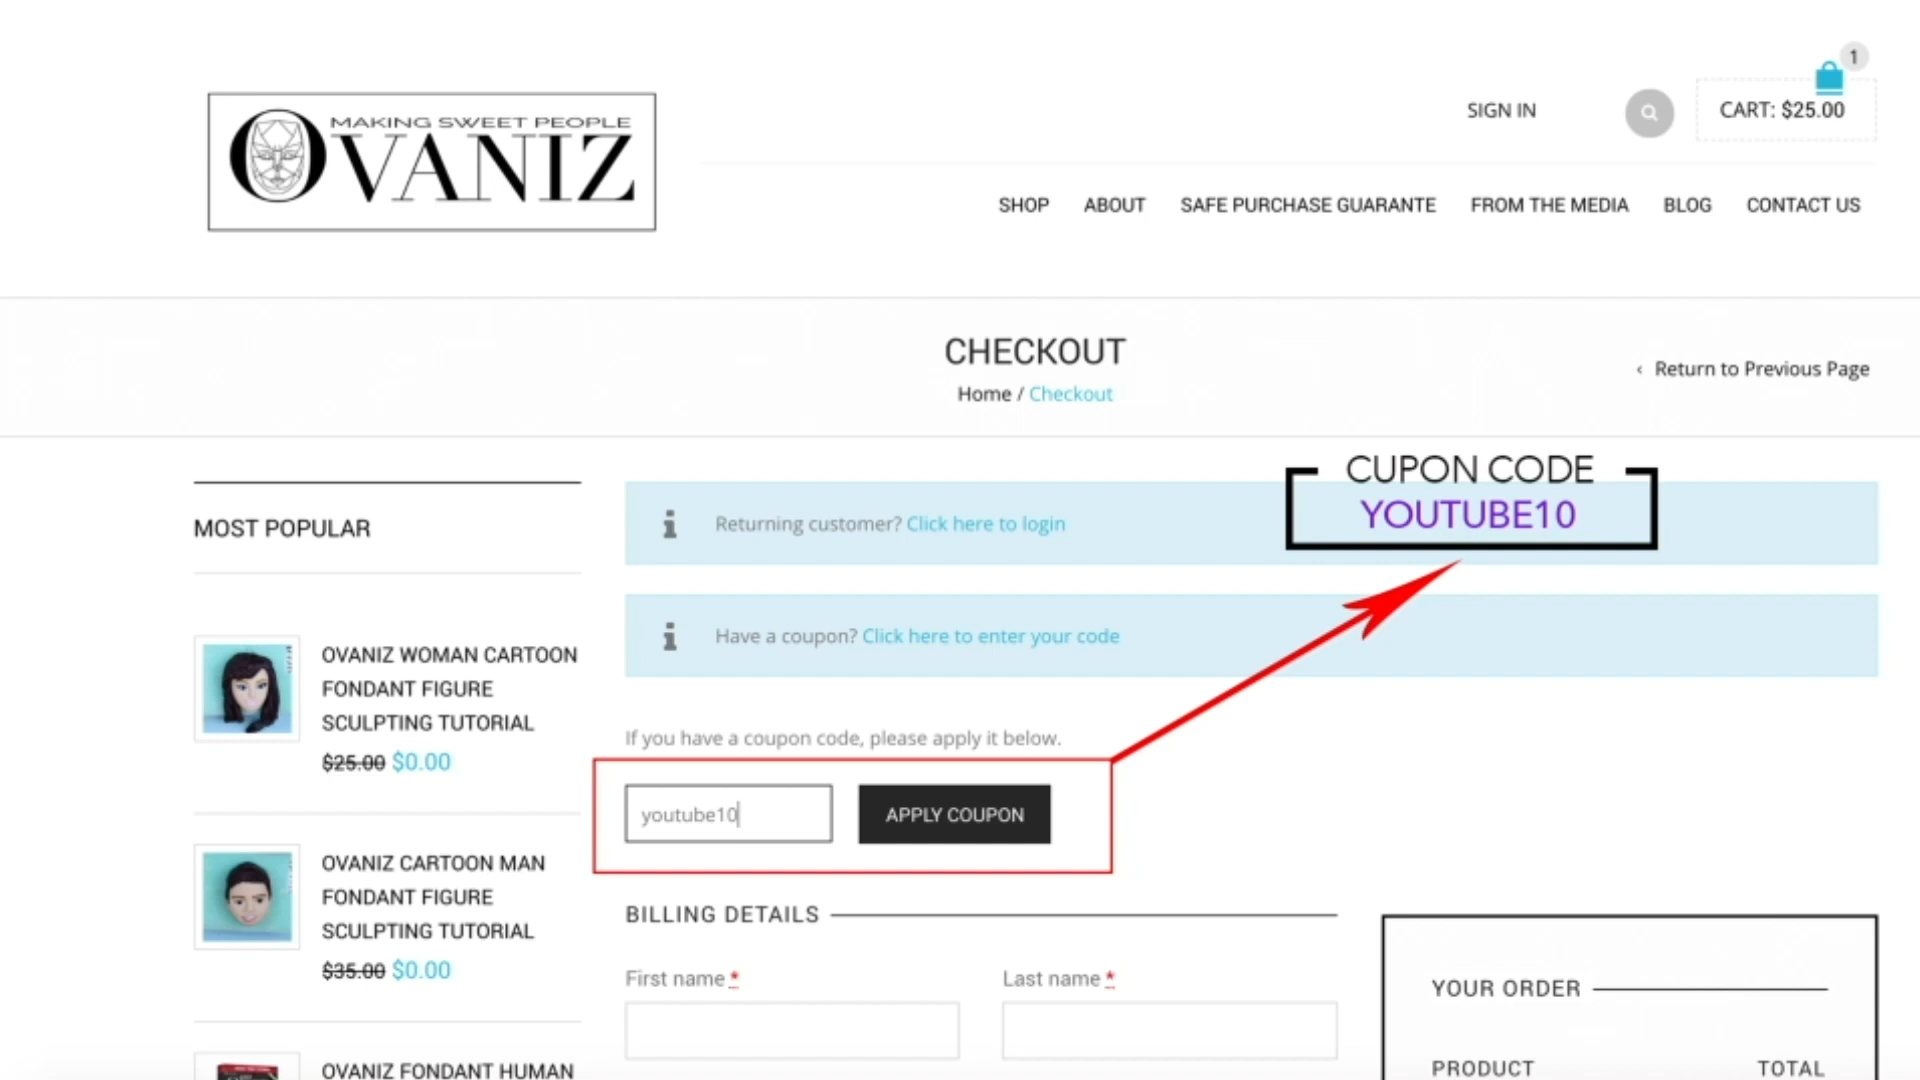 MAKING SWEET PEOPLE
OVANIZ
SIGN IN
1
CART: $25.00
SHOP
ABOUT
SAFE PURCHASE GUARANTE
FROM THE MEDIA
BLOG
CONTACT US
CHECKOUT
Home / Checkout
‹ Return to Previous Page
MOST POPULAR
OVANIZ WOMAN CARTOON
FONDANT FIGURE
SCULPTING TUTORIAL
$25.00 $0.00
OVANIZ CARTOON MAN
FONDANT FIGURE
SCULPTING TUTORIAL
$35.00 $0.00
OVANIZ FONDANT HUMAN
Returning customer? Click here to login
CUPON CODE
YOUTUBE10
Have a coupon? Click here to enter your code
If you have a coupon code, please apply it below.
youtube10
APPLY COUPON
BILLING DETAILS
First name *
Last name *
YOUR ORDER
PRODUCT
TOTAL